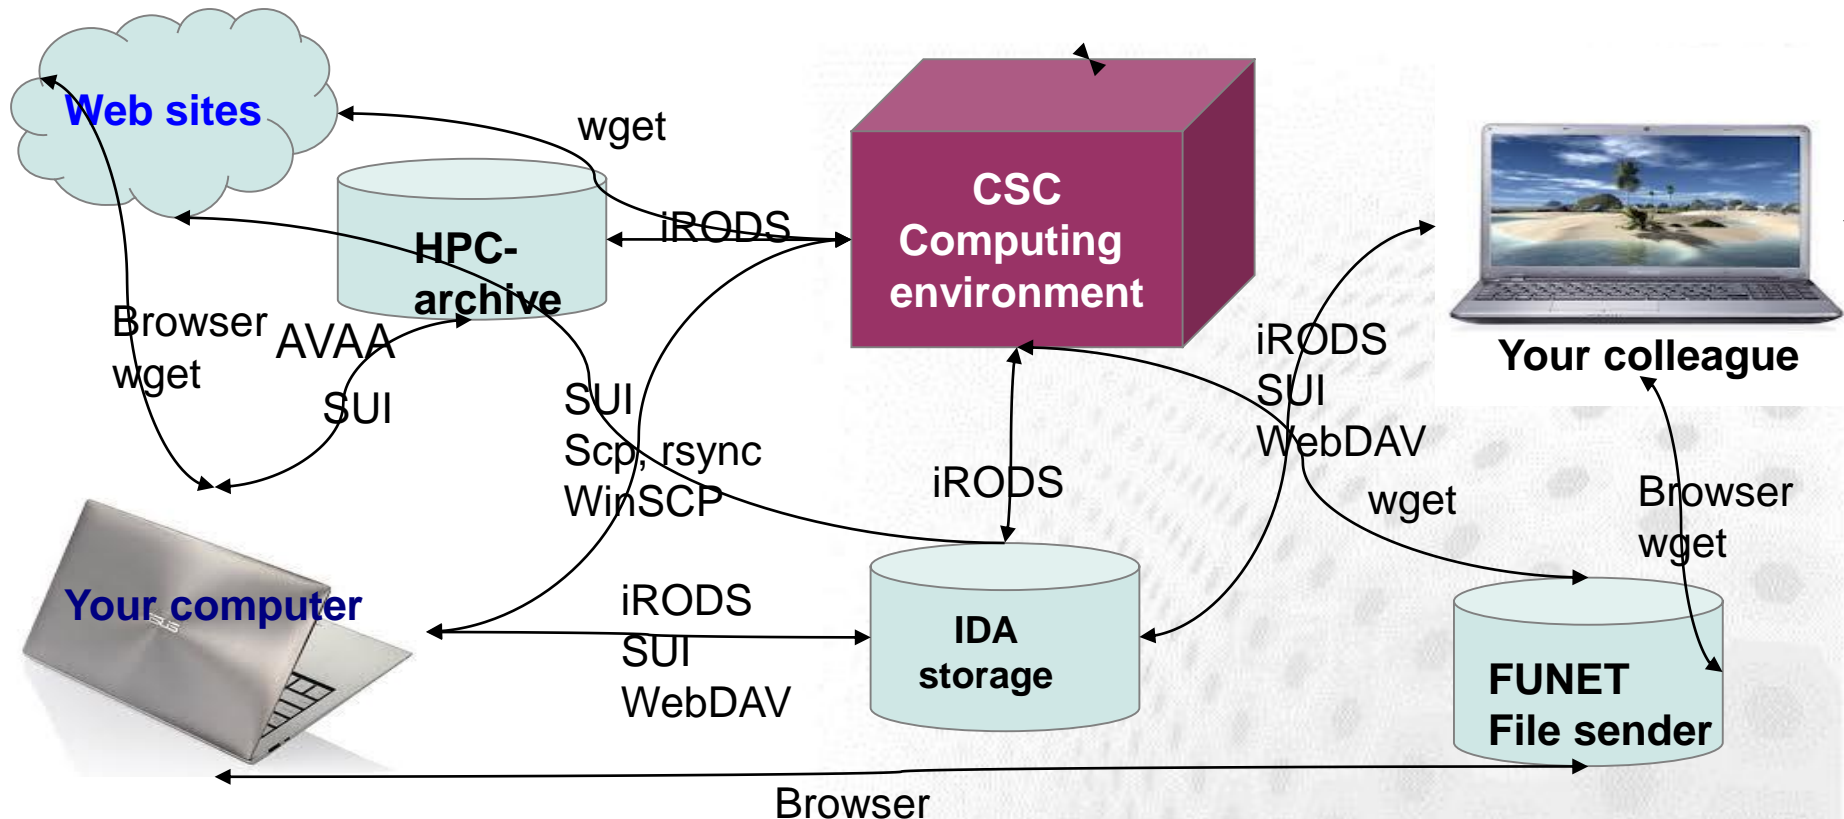 Web sites
wget
CSC
Computing
environment
iRODS
HPC-
archive
Browser
wget
AVAA
SUI
SUI
Scp, rsync
WinSCP
iRODS
iRODS
SUI
WebDAV
Your colleague
wget
Browser
wget
Your computer
ASUS
iRODS
SUI
WebDAV
IDA
storage
FUNET
File sender
Browser